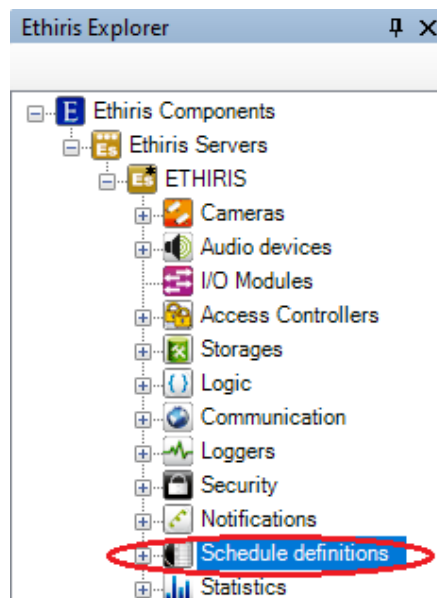 Ethiris Explorer
Ethiris Components
Ethiris Servers
ETHIRIS
Cameras
Audio devices
I/O Modules
Access Controllers
Storages
Logic
Communication
Loggers
Security
Notifications
Schedule definitions
Statistics